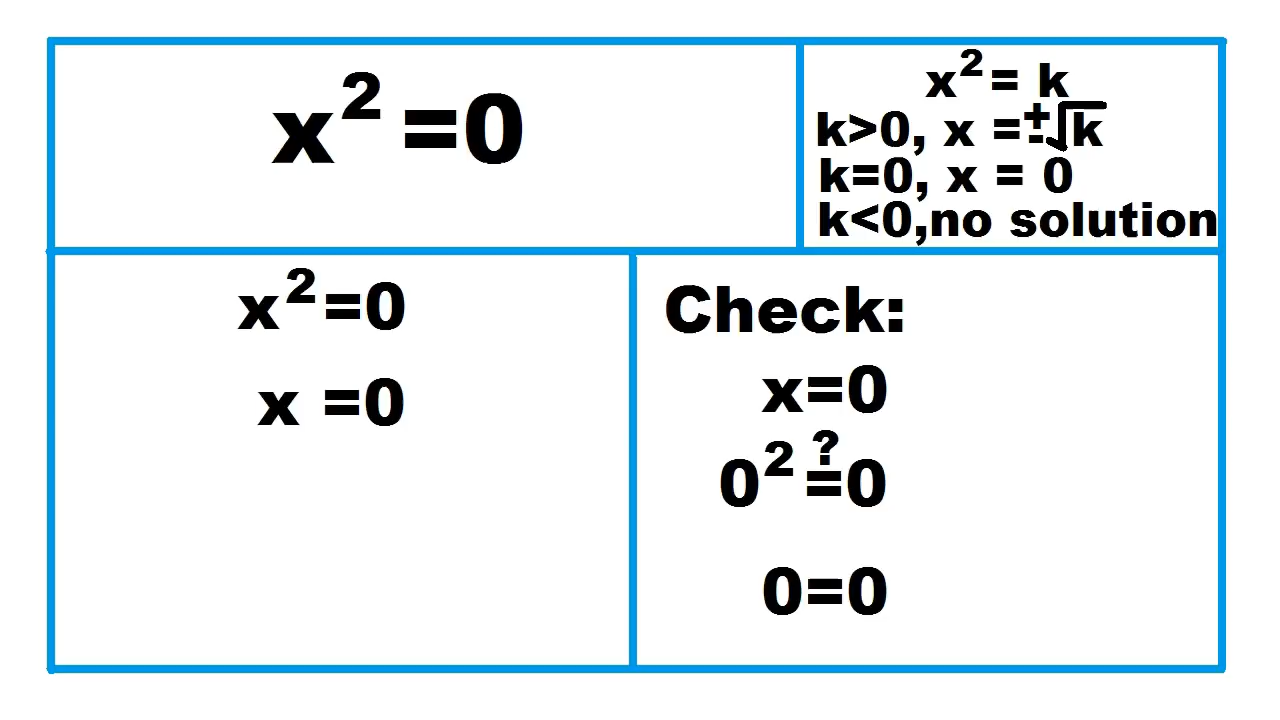 x²=0
x²= k
k>0, x =±√k
k=0, x = 0
k<0,no solution
x²=0
x =0
Check:
x=0
0²≟0
0=0